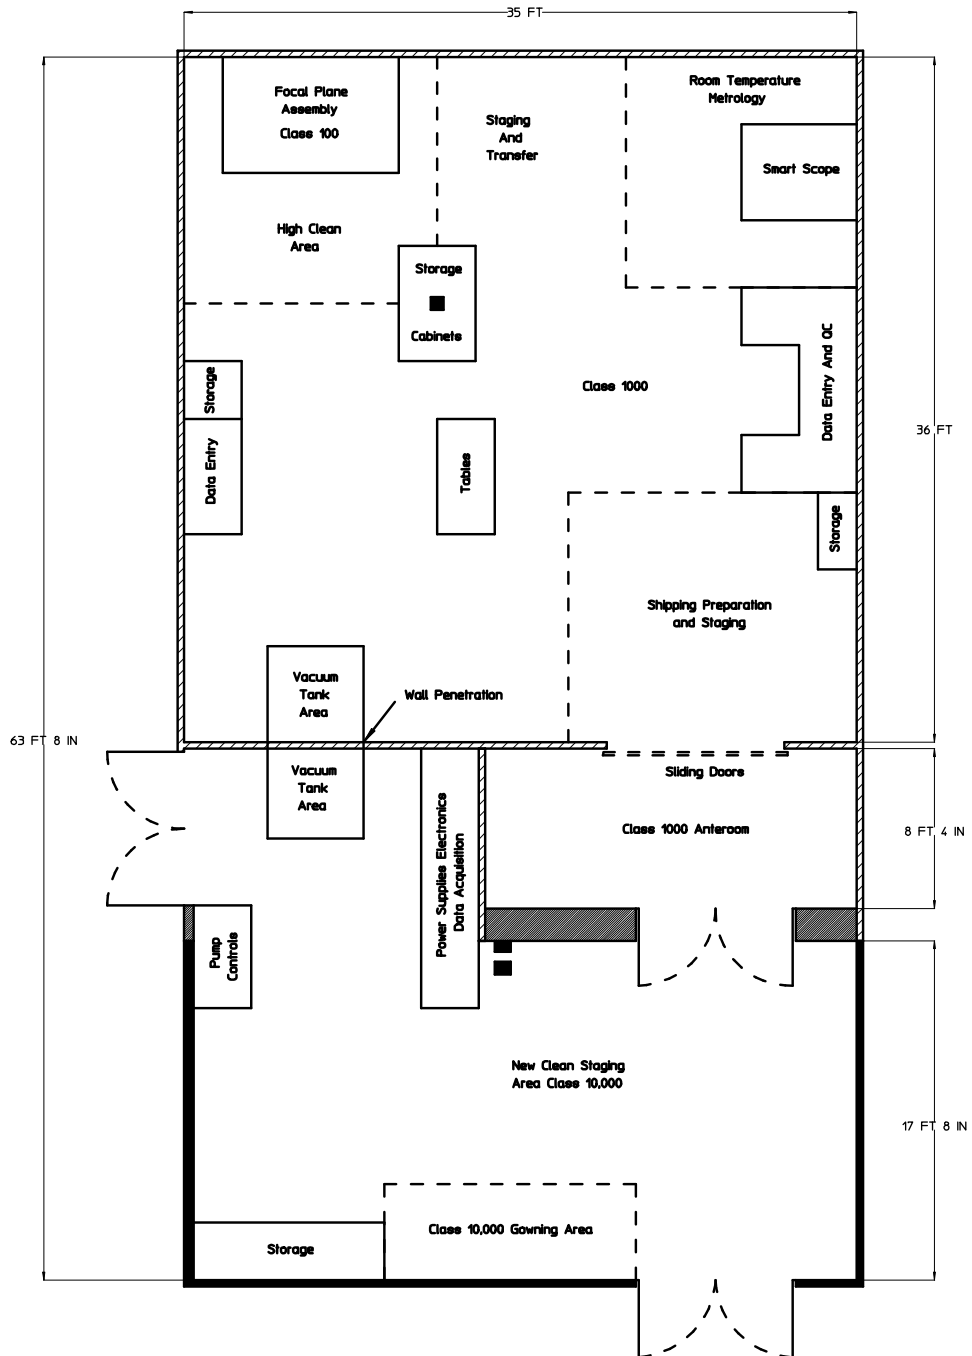 35 FT
Focal Plane
Assembly
Class 100
Staging
And
Transfer
Room Temperature
Metrology
Smart Scope
High Clean
Area
Storage
Cabinets
Storage
Class 1000
Data Entry And QC
36 FT
Data Entry
Tables
Storage
Shipping Preparation
and Staging
Vacuum
Tank
Area
Wall Penetration
63 FT 8 IN
Vacuum
Tank
Area
Sliding Doors
Power Supplies Electronics
Data Acquisition
Class 1000 Anteroom
8 FT 4 IN
Pump
Controls
New Clean Staging
Area Class 10,000
17 FT 8 IN
Class 10,000 Gowning Area
Storage